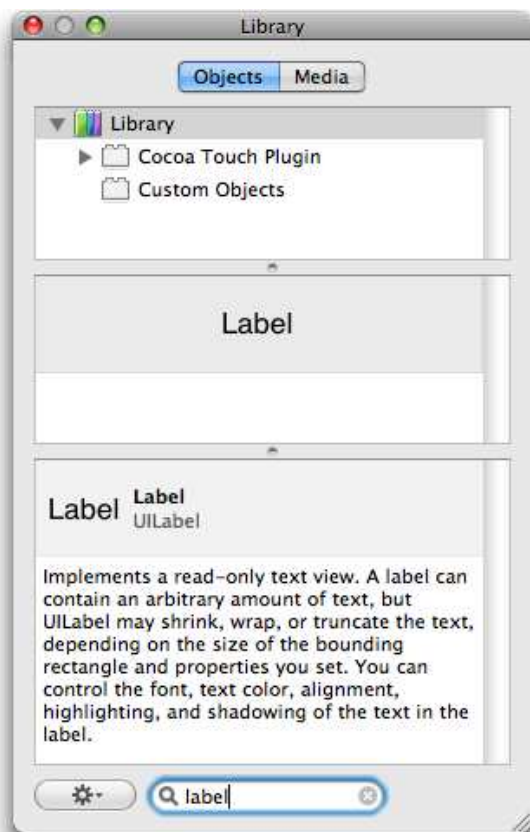 Library
Objects Media
Library
Cocoa Touch Plugin
Custom Objects
Label
Label Label
UILabel
Implements a read-only text view. A label can
contain an arbitrary amount of text, but
UILabel may shrink, wrap, or truncate the text,
depending on the size of the bounding
rectangle and properties you set. You can
control the font, text color, alignment,
highlighting, and shadowing of the text in the
label.
label